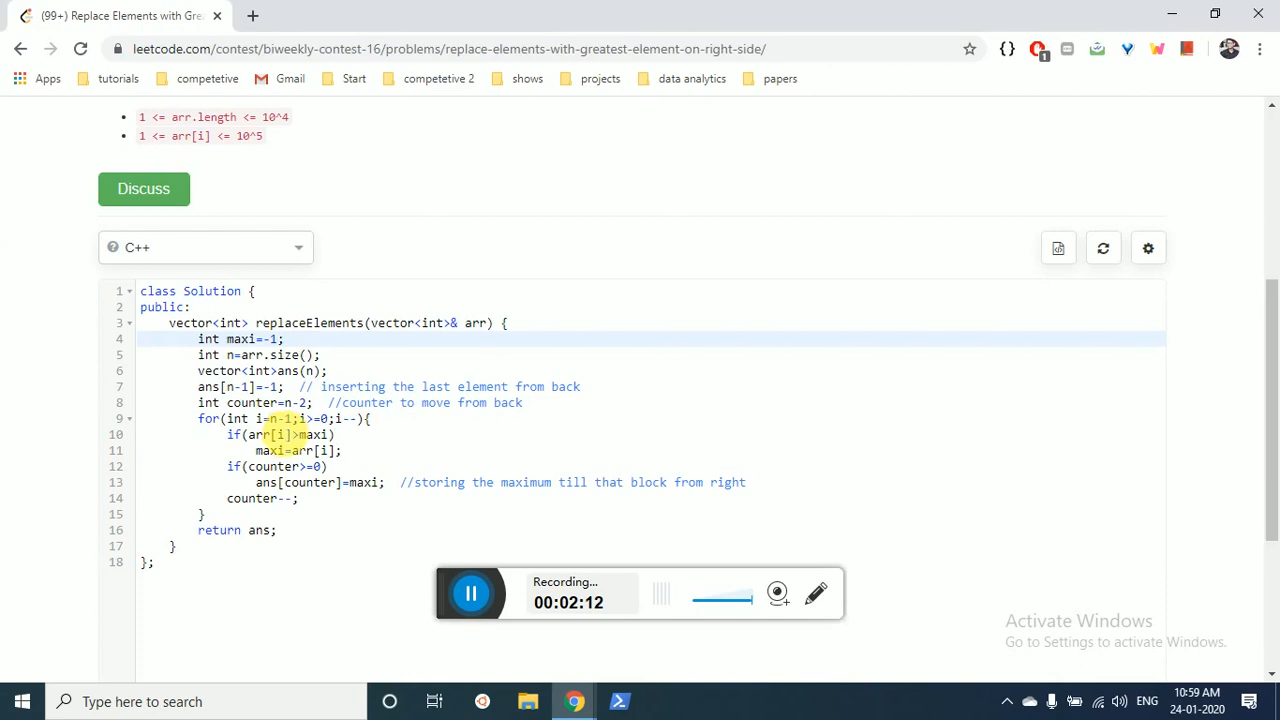 (99+) Replace Elements with Gre
leetcode.com/contest/biweekly-contest-16/problems/replace-elements-with-greatest-element-on-right-side/
1
Apps tutorials competetive Gmail Start competetive 2 shows projects data analytics papers
1 <= arr.length <= 10^4
1 <= arr[i] <= 10^5
Discuss
C++
1 class Solution {
2 public:
3 vector<int> replaceElements(vector<int>& arr) {
4 int maxi=-1;
5 int n=arr.size();
6 vector<int>ans(n);
7 ans[n-1]=-1; // inserting the last element from back
8 int counter=n-2; //counter to move from back
9 for(int i=n-1;i>=0;i--){
10 if(arr[i]>maxi)
11 maxi=arr[i];
12 if(counter>=0)
13 ans[counter]=maxi; //storing the maximum till that block from right
14 counter--;
15 }
16 return ans;
17 }
18 };
Recording...
00:02:12
Activate Windows
Go to Settings to activate Windows.
Type here to search
ENG
10:59 AM
24-01-2020